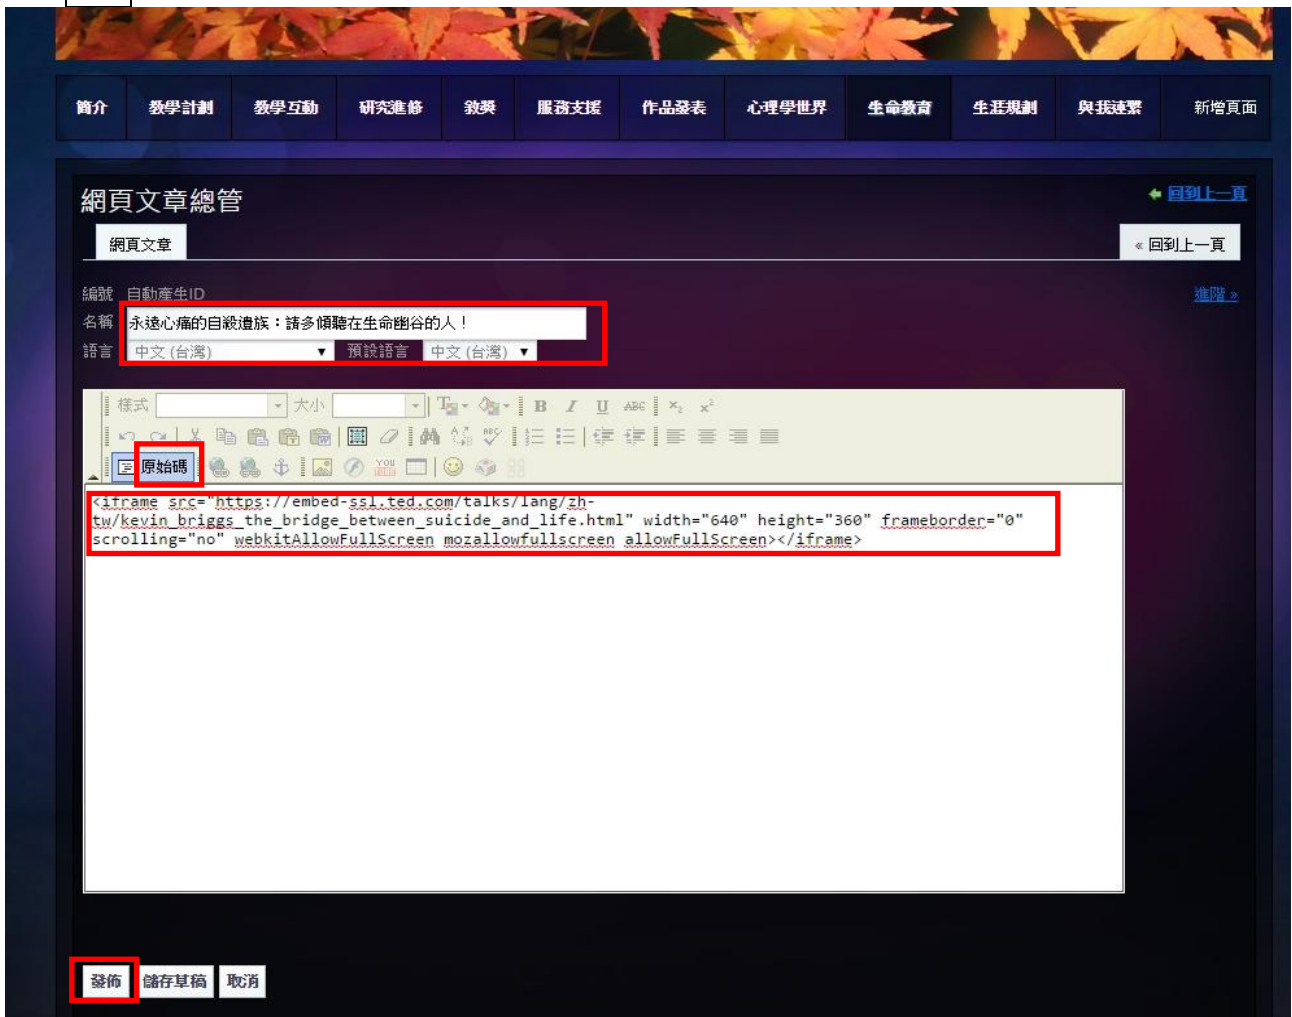 簡介 教學計劃 教學互動 研究進修 敘獎 服務支援 作品發表 心理學世界 生命教育 生涯規劃 與我連繫 新增頁面
網頁文章總管
回到上一頁
網頁文章
« 回到上一頁
編號 自動產生ID
進階 »
名稱 永遠心痛的自殺遺族：請多傾聽在生命幽谷的人！
語言 中文 (台灣) 預設語言 中文 (台灣)
樣式 大小 B I U ABC ×₂ ×²
原始碼 YOU
<iframe src="https://embed-ssl.ted.com/talks/lang/zh-
tw/kevin_briggs_the_bridge_between_suicide_and_life.html" width="640" height="360" frameborder="0"
scrolling="no" webkitAllowFullScreen mozallowfullscreen allowFullScreen></iframe>
發佈 儲存草稿 取消